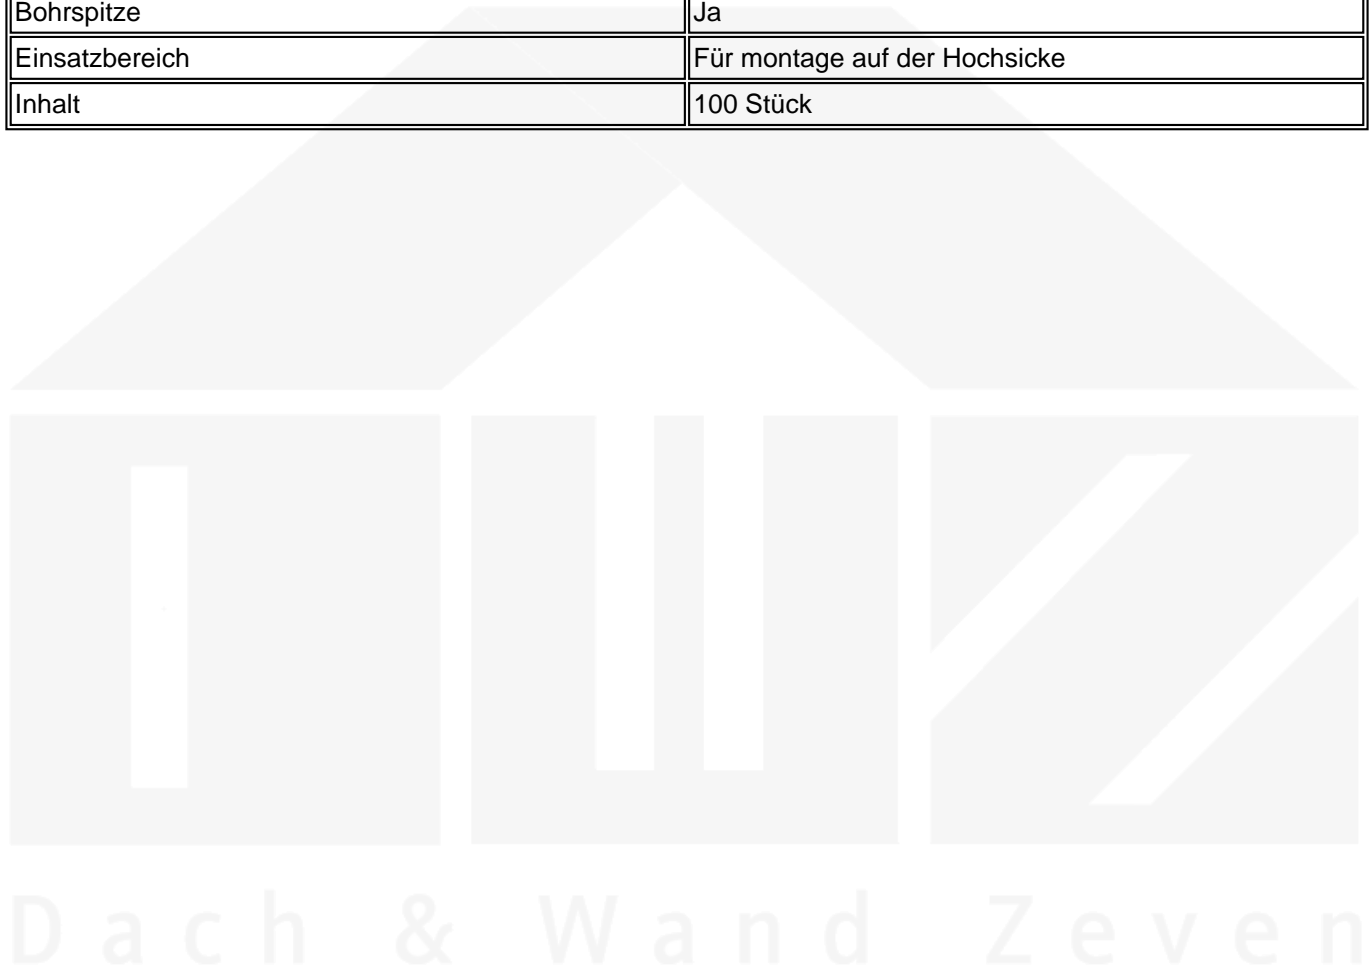 Bohrspitze Ja
Einsatzbereich Für montage auf der Hochsicke
Inhalt 100 Stück
Dach & Wand Zeven